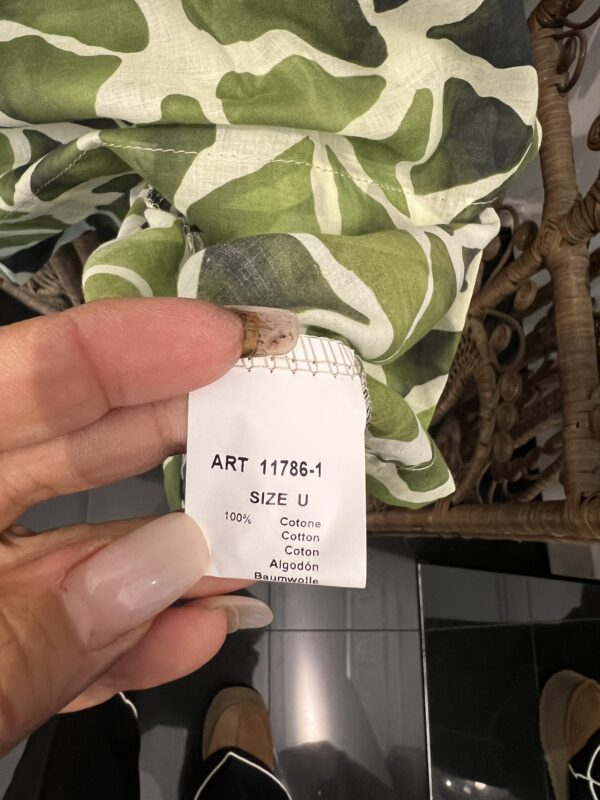 ART 11786-1
SIZE U
100% Cotone
Cotton
Coton
Algodón
Baumwolle